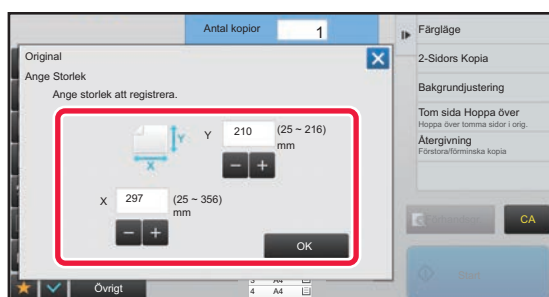 Antal kopior 1
Original
Ange Storlek
Ange storlek att registrera.
Y
X
Y 210 (25 ~ 216)
mm
X 297 (25 ~ 356)
mm
OK
Färgläge
2-Sidors Kopia
Bakgrundjustering
Tom sida Hoppa över
Hoppa över tomma sidor i orig.
Återgivning
Förstora/förminska kopia
CA
Start
Övrigt
3 A4
4 A4